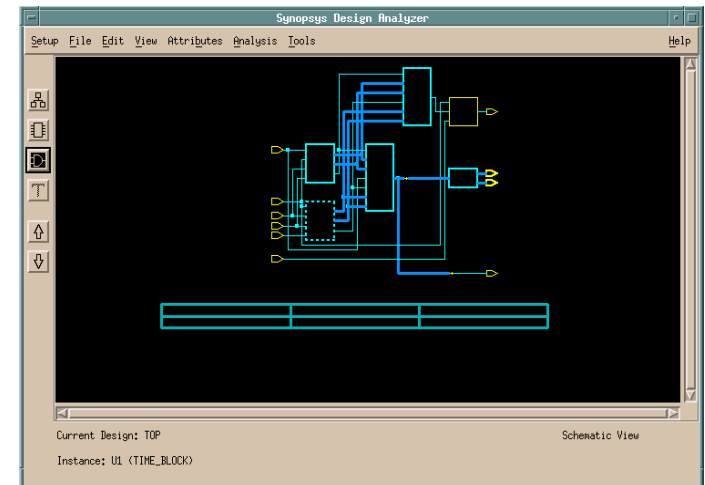 Synopsys Design Analyzer
Setup File Edit View Attributes Analysis Tools Help
T
Current Design: TOP Schematic View
Instance: U1 (TIME_BLOCK)